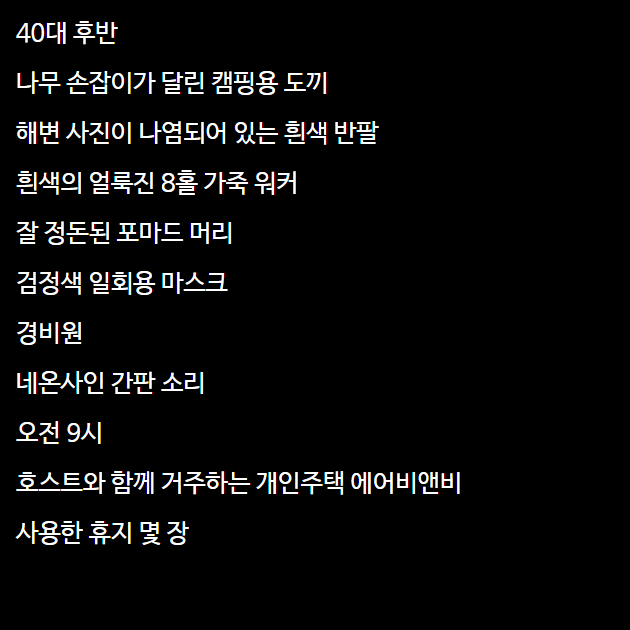 40대 후반
나무 손잡이가 달린 캠핑용 도끼
해변 사진이 나염되어 있는 흰색 반팔
흰색의 얼룩진 8홀 가죽 워커
잘 정돈된 포마드 머리
검정색 일회용 마스크
경비원
네온사인 간판 소리
오전 9시
호스트와 함께 거주하는 개인주택 에어비앤비
사용한 휴지 몇 장